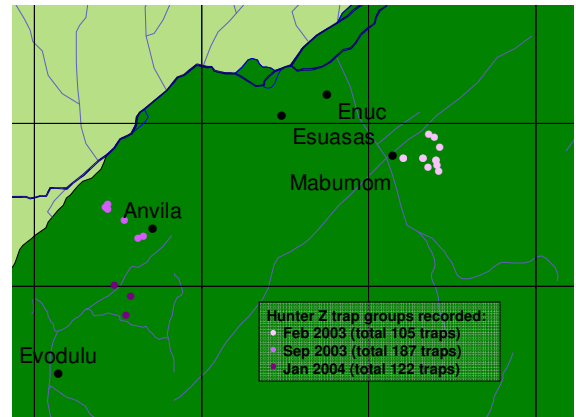 Enuc
Esuasas
Mabumom
Anvila
Hunter Z trap groups recorded:
Feb 2003 (total 105 traps)
Sep 2003 (total 187 traps)
Jan 2004 (total 122 traps)
Evodulu